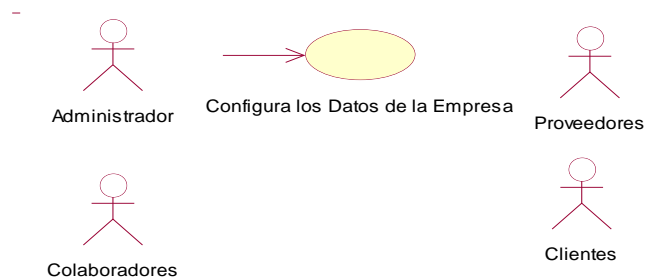 Administrador
Configura los Datos de la Empresa
Proveedores
Colaboradores
Clientes